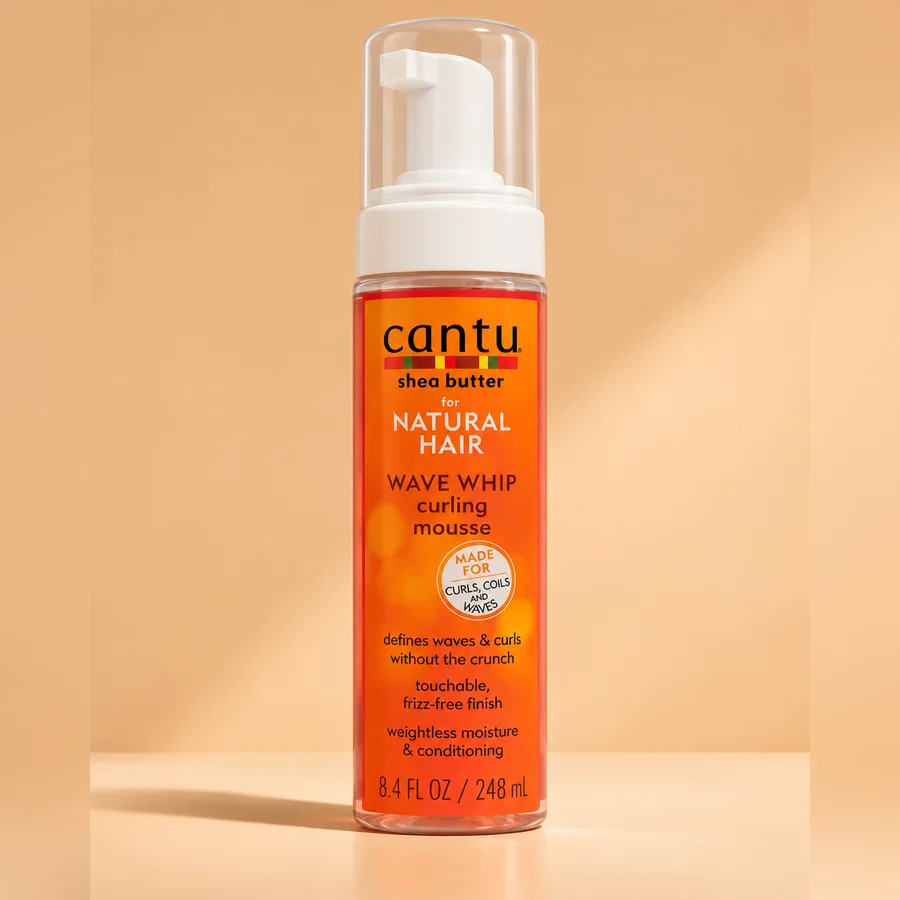 cantu®
shea butter
for
NATURAL
HAIR
WAVE WHIP
curling
mousse
MADE
FOR
CURLS, COILS
AND
WAVES
defines waves & curls
without the crunch
touchable,
frizz-free finish
weightless moisture
& conditioning
8.4 FL OZ / 248 mL